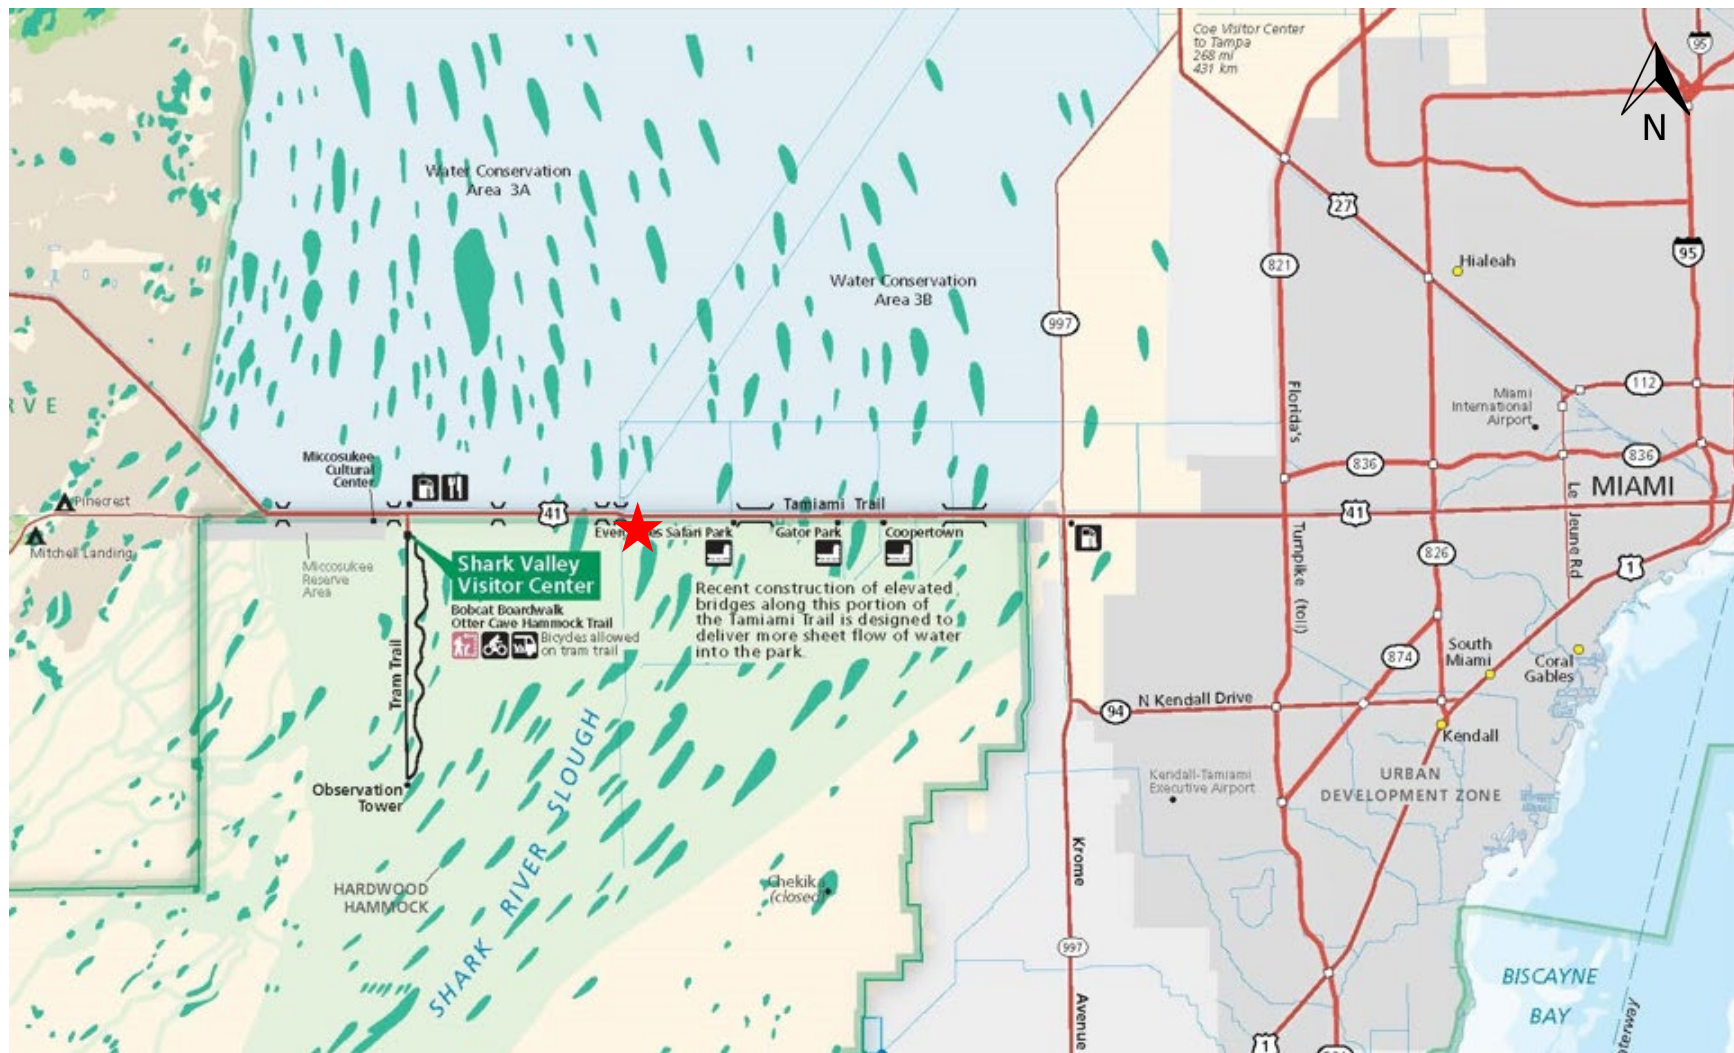 Coe Visitor Center
to Tampa
268 mi
431 km
95
N
Water Conservation
Area 3A
27
821
Hialeah
95
Water Conservation
Area 3B
997
112
Miami
International
Airport
Florida's
Turnpike (toll)
RVE
Miccosukee
Cultural
Center
836
836
MIAMI
Le Jeune Rd
Pinecrest
Mitchell Landing
41
Tamiami Trail
41
Safari Park
Gator Park
Coopertown
826
1
Miccosukee
Reserve
Area
Shark Valley
Visitor Center
Bobcat Boardwalk
Otter Cave Hammock Trail
Bicycles allowed
on tram trail
Recent construction of elevated
bridges along this portion of
the Tamiami Trail is designed to
deliver more sheet flow of water
into the park.
Tram Trail
South
Miami
874
Coral
Gables
94
N Kendall Drive
Kendall
Observation
Tower
Kendall-Tamiami
Executive Airport
URBAN
DEVELOPMENT ZONE
SHARK RIVER SLOUGH
HARDWOOD
HAMMOCK
Chekika
(closed)
Krome
Avenue
997
BISCAYNE
BAY
1